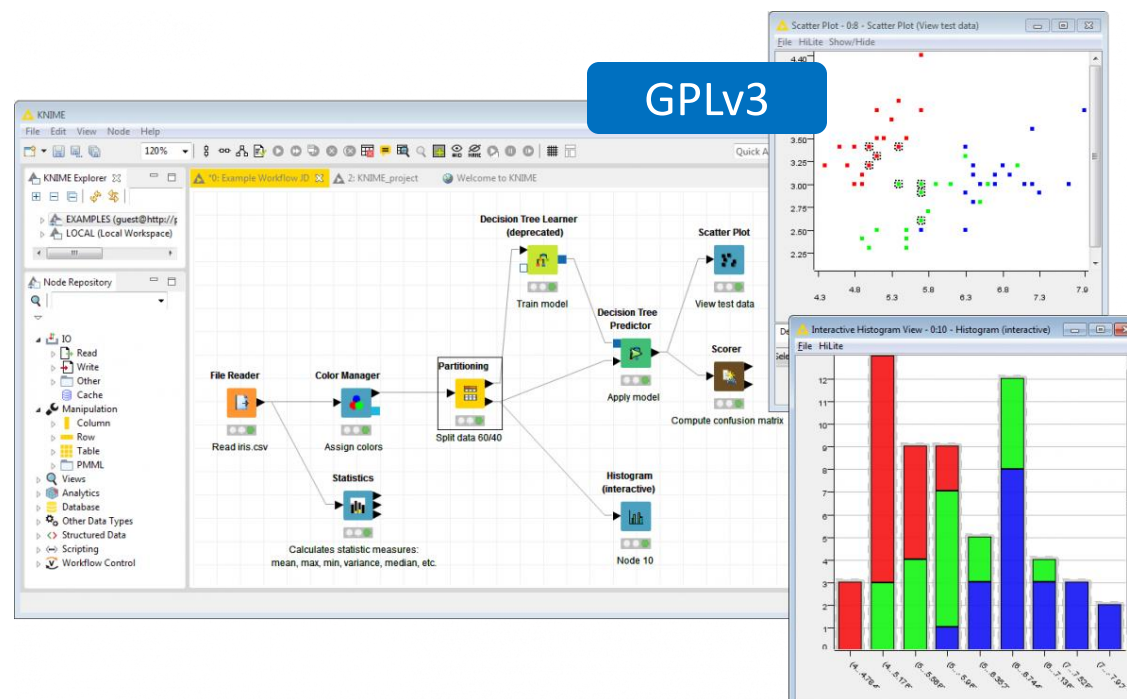 GPLv3
KNIME
File Edit View Node Help
120%
Quick A
KNIME Explorer
EXAMPLES (guest@http://p
LOCAL (Local Workspace)
Node Repository
IO
Read
Write
Other
Cache
Manipulation
Column
Row
Table
PMML
Views
Analytics
Database
Other Data Types
Structured Data
Scripting
Workflow Control
*0: Example Workflow JD
2: KNIME_project
Welcome to KNIME
Decision Tree Learner
(deprecated)
Train model
Scatter Plot
View test data
Decision Tree
Predictor
Apply model
Scorer
Compute confusion matrix
Partitioning
Split data 60/40
File Reader
Read iris.csv
Color Manager
Assign colors
Statistics
Calculates statistic measures:
mean, max, min, variance, median, etc.
Histogram
(interactive)
Node 10
Scatter Plot - 0:8 - Scatter Plot (View test data)
File HiLite Show/Hide
4.40
3.50
3.25
3.00
2.75
2.50
2.25
4.3 4.8 5.3 5.8 6.3 6.8 7.3 7.9
Interactive Histogram View - 0:10 - Histogram (interactive)
File HiLite
12
11
10
9
8
7
6
5
4
3
2
1
0